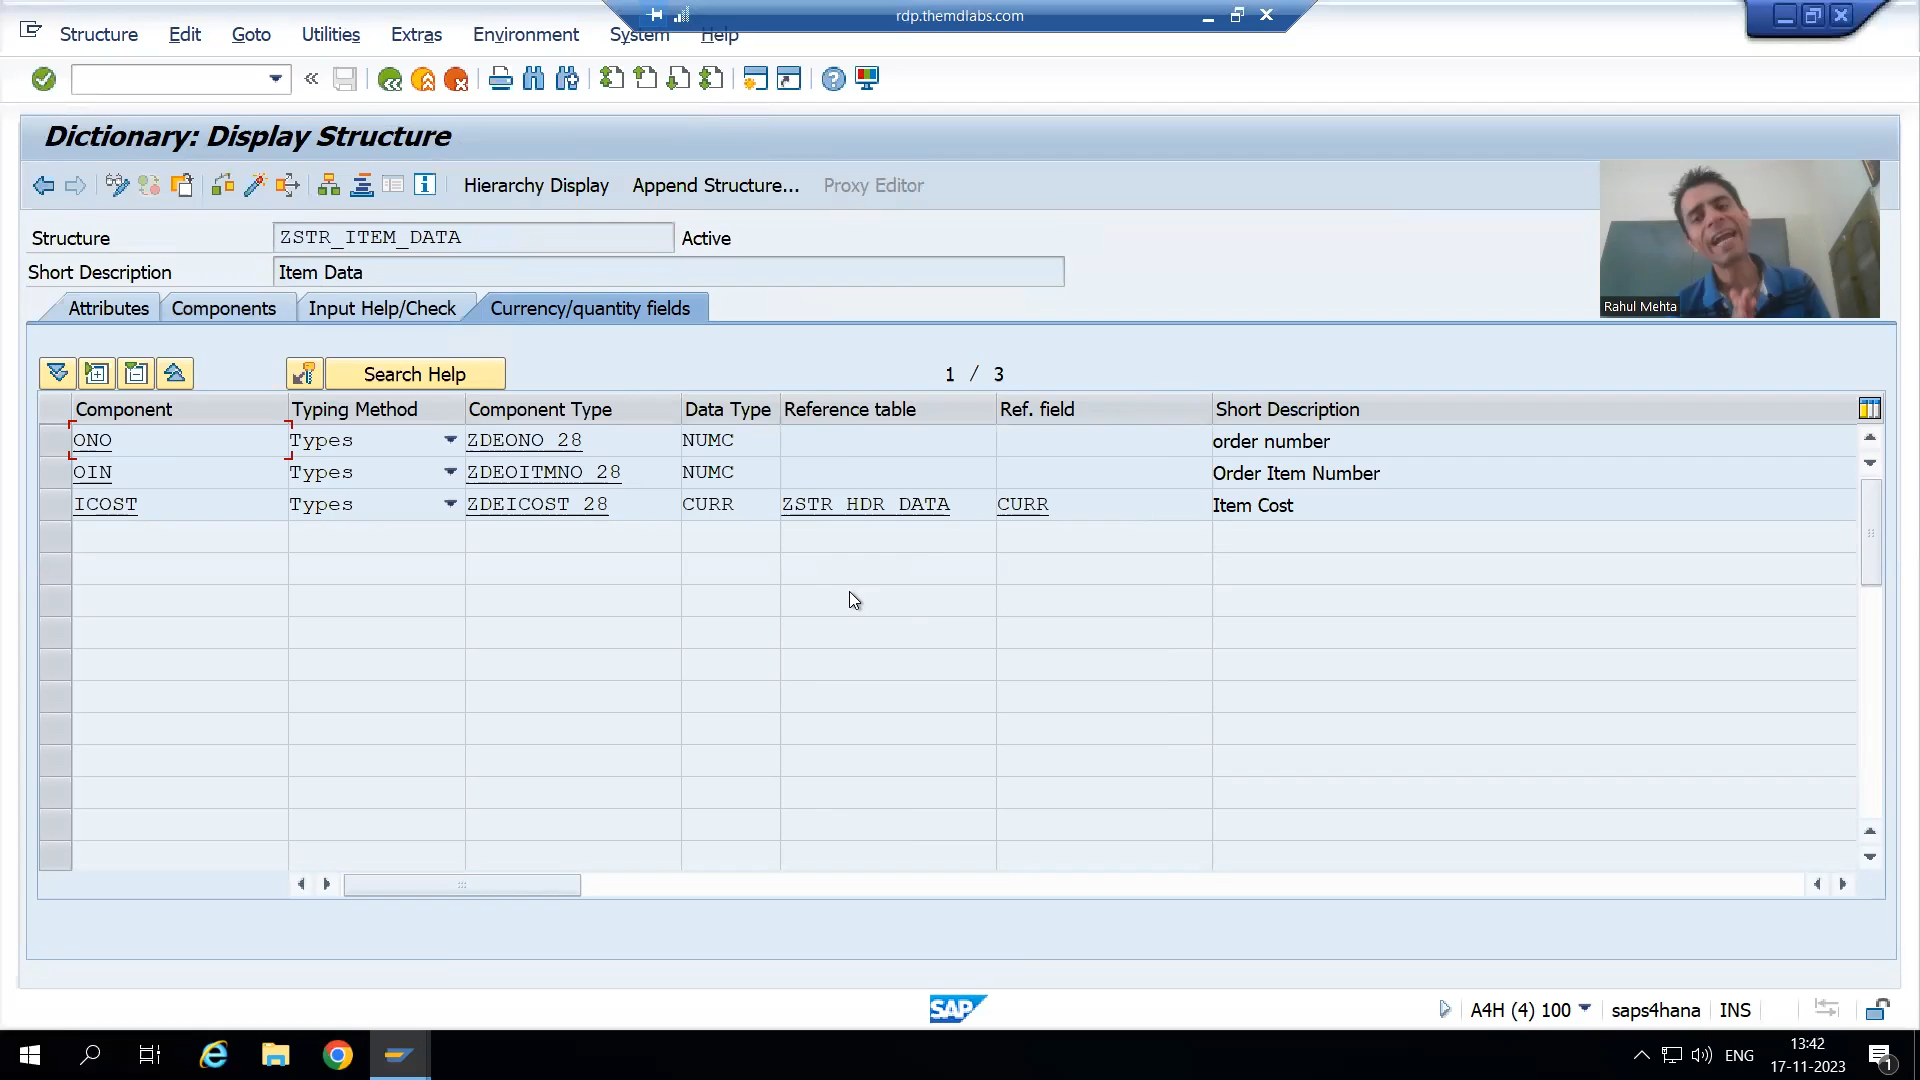 rdp.themdlabs.com
Structure Edit Goto Utilities Extras Environment System Help
Dictionary: Display Structure
Hierarchy Display Append Structure... Proxy Editor
Structure ZSTR_ITEM_DATA Active
Short Description Item Data
Rahul Mehta
Attributes Components Input Help/Check Currency/quantity fields
Search Help 1 / 3
Component Typing Method Component Type Data Type Reference table Ref. field Short Description
ONO Types ZDEONO_28 NUMC order number
OIN Types ZDEOITMNO_28 NUMC Order Item Number
ICOST Types ZDEICOST_28 CURR ZSTR_HDR_DATA CURR Item Cost
SAP A4H (4) 100 saps4hana INS
ENG 13:42
17-11-2023 1